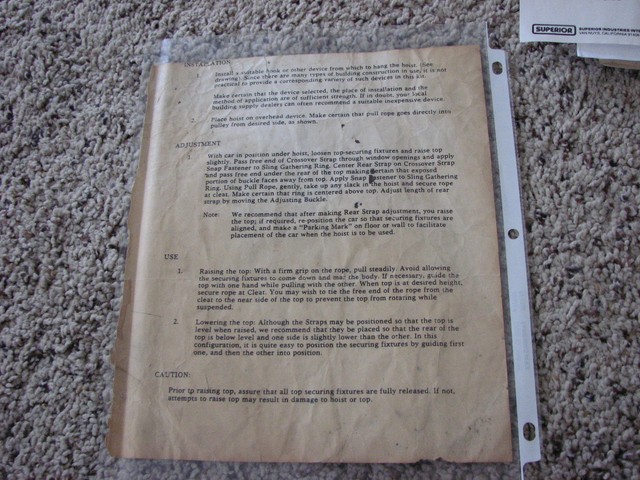 SUPERIOR SUPERIOR INDUSTRIES
INSTALLATION:
Install a suitable hook or other device from which to hang the hoist. (See
drawing) Since there are many types of building construction in use, it is not
practical to provide a corresponding variety of such devices in this kit.
Make certain that the device selected, the place of installation and the
method of application are of sufficient strength. If in doubt, your local
building supply dealers can often recommend a suitable inexpensive device.
2. Place hoist on overhead device. Make certain that pull rope goes directly into
pulley from desired side, as shown.
ADJUSTMENT
With car in position under hoist, loosen top-securing fixtures and raise top
slightly. Pass free end of Crossover Strap through window openings and apply
Snap Fastener to Sling Gathering Ring. Center Rear Strap on Crossover Strap
and pass free end under the rear of the top making certain that exposed
portion of buckle faces away from top. Apply Snap Fastener to Sling Gathering
Ring. Using Pull Rope, gently, take up any slack in the hoist and secure rope
at cleat. Make certain that ring is centered above top. Adjust length of rear
strap by moving the Adjusting Buckle.
Note: We recommend that after making Rear Strap adjustment, you raise
the top; if required, re-position the car so that securing fixtures are
aligned, and make a "Parking Mark" on floor or wall to facilitate
placement of the car when the hoist is to be used.
USE
1. Raising the top: With a firm grip on the rope, pull steadily. Avoid allowing
the securing fixtures to come down and mar the body. If necessary, guide the
top with one hand while pulling with the other. When top is at desired height,
secure rope at Clear. You may wish to tie the free end of the rope from the
cleat to the near side of the top to prevent the top from rotating while
suspended.
2. Lowering the top: Although the Straps may be positioned so that the top is
level when raised, we recommend that they be placed so that the rear of the
top is below level and one side is slightly lower than the other. In this
configuration, it is quite easy to position the securing fixtures by guiding first
one, and then the other into position.
CAUTION:
Prior to raising top, assure that all top securing fixtures are fully released. If not,
attempts to raise top may result in damage to hoist or top.